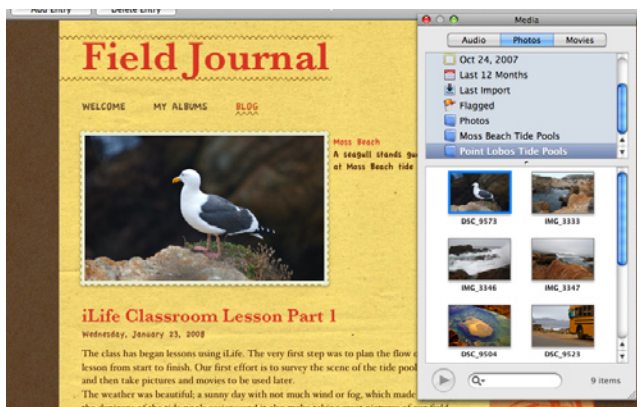 Add Entry Delete Entry
Media
Audio Photos Movies
Field Journal
Oct 24, 2007
Last 12 Months
Last Import
Flagged
Photos
Moss Beach Tide Pools
Point Lobos Tide Pools
WELCOME MY ALBUMS BLOG
Moss Beach
A seagull stands
at Moss Beach tide
DSC_9573 IMG_3333
IMG_3346 IMG_3347
DSC_9504 DSC_9523
9 items
iLife Classroom Lesson Part 1
Wednesday, January 23, 2008
The class has began lessons using iLife. The very first step was to plan the flow
lesson from start to finish. Our first effort is to survey the scene of the tide pool
and then take pictures and movies to be used later.
The weather was beautiful; a sunny day with not much wind or fog, which made